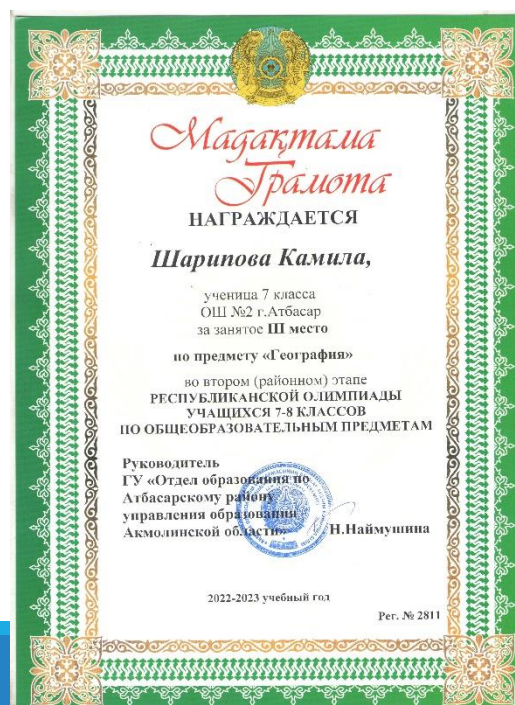 Мадақтама
Грамота
НАГРАЖДАЕТСЯ
Шарипова Камила,
ученица 7 класса
ОШ №2 г.Атбасар
за занятое III место
по предмету «География»
во втором (районном) этапе
РЕСПУБЛИКАНСКОЙ ОЛИМПИАДЫ
УЧАЩИХСЯ 7-8 КЛАССОВ
ПО ОБЩЕОБРАЗОВАТЕЛЬНЫМ ПРЕДМЕТАМ
Руководитель
ГУ «Отдел образования по
Атбасарскому району
управления образования
Акмолинской области» Н.Наймушина
2022-2023 учебный год
Рег. № 2811